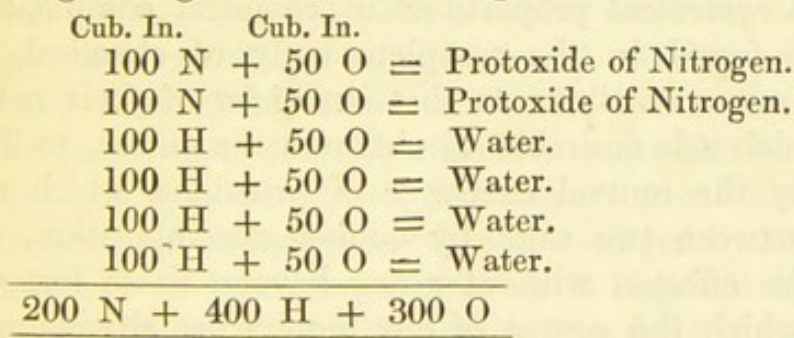 Cub. In. Cub. In.
100 N + 50 O = Protoxide of Nitrogen.
100 N + 50 O = Protoxide of Nitrogen.
100 H + 50 O = Water.
100 H + 50 O = Water.
100 H + 50 O = Water.
100 H + 50 O = Water.
200 N + 400 H + 300 O